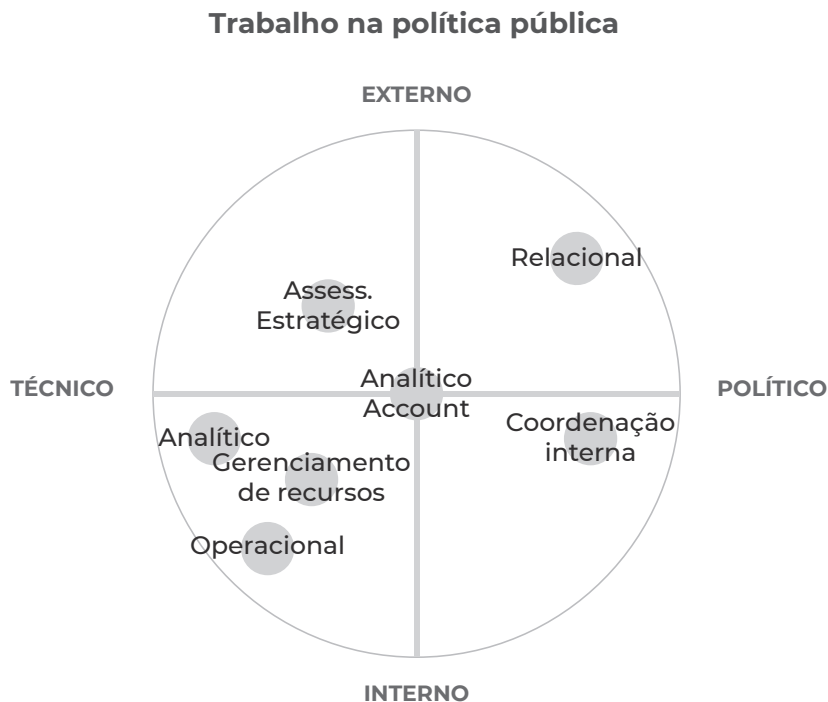 Trabalho na política pública
EXTERNO
Relacional
Assess.
Estratégico
TÉCNICO
Analítico
Account
POLÍTICO
Coordenação
interna
Analítico
Gerenciamento
de recursos
Operacional
INTERNO